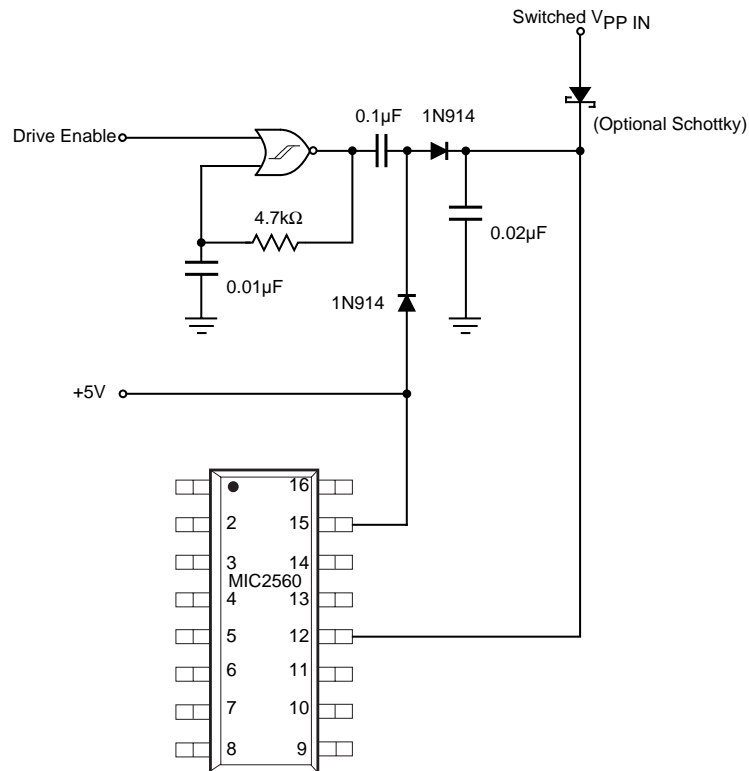 Switched VPP IN
(Optional Schottky)
Drive Enable
0.1µF
1N914
4.7kΩ
0.01µF
0.02µF
1N914
+5V
16
2
15
3
14
MIC2560
4
13
5
12
6
11
7
10
8
9